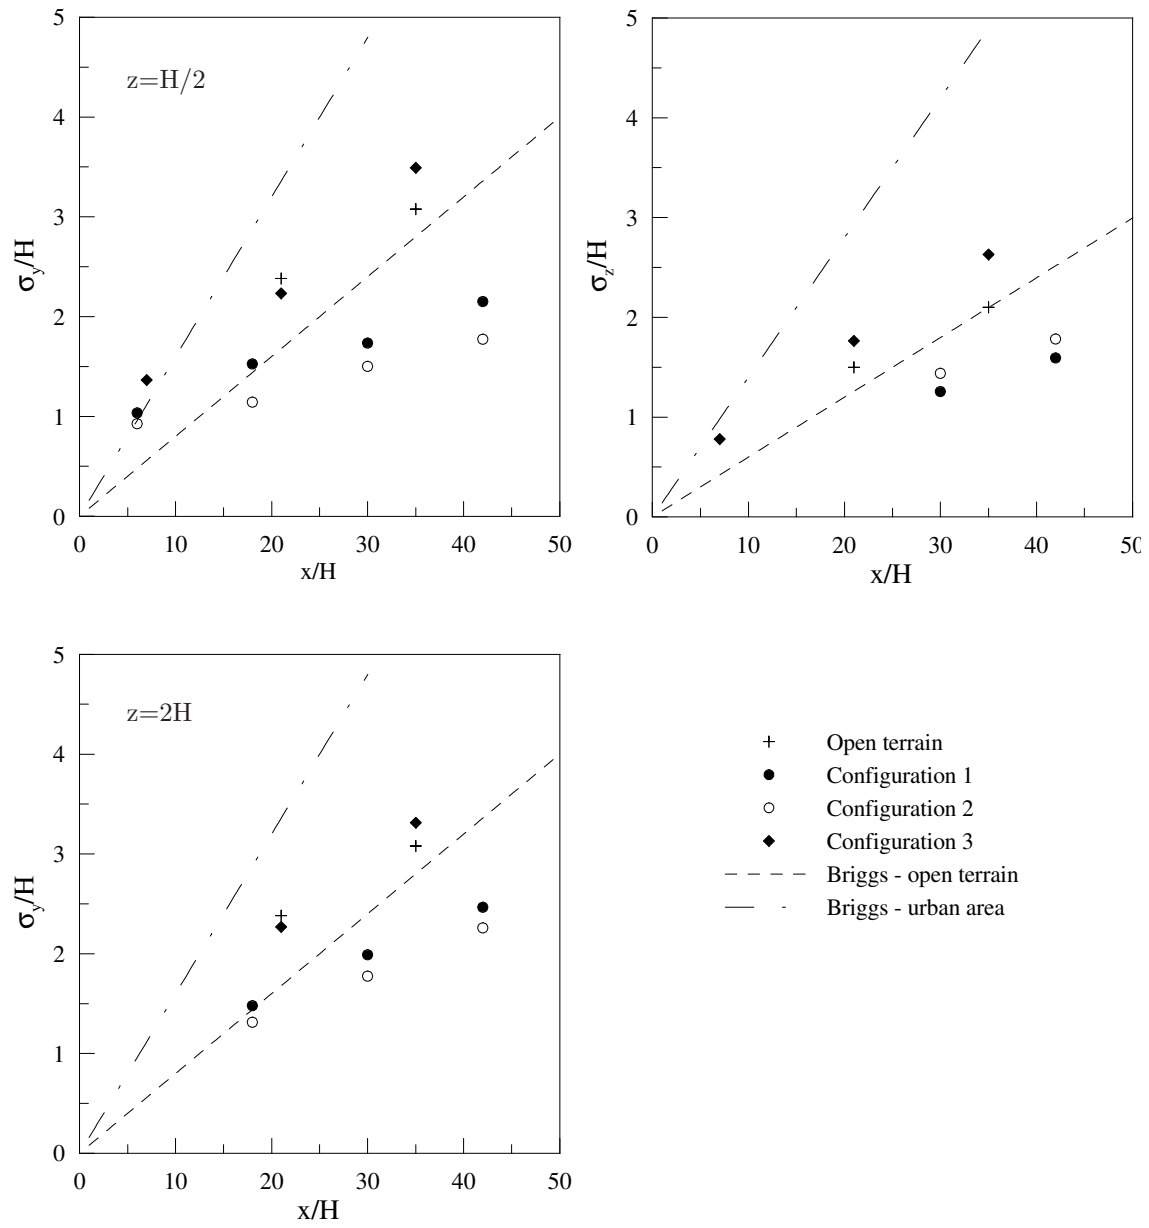 5
4
3
2
1
0
σy/H
z=H/2
0 10 20 30 40 50
x/H
5
4
3
2
1
0
σz/H
0 10 20 30 40 50
x/H
5
4
3
2
1
0
σy/H
z=2H
0 10 20 30 40 50
x/H
Open terrain
Configuration 1
Configuration 2
Configuration 3
Briggs - open terrain
Briggs - urban area